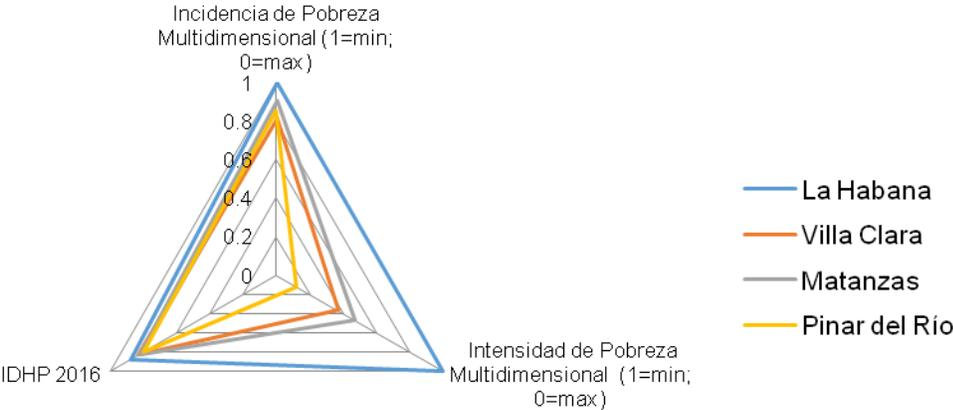 Incidencia de Pobreza
Multidimensional (1=min;
0=max)
1
0.8
0.6
0.4
0.2
0
IDHP 2016
Intensidad de Pobreza
Multidimensional (1=min;
0=max)
La Habana
Villa Clara
Matanzas
Pinar del Río